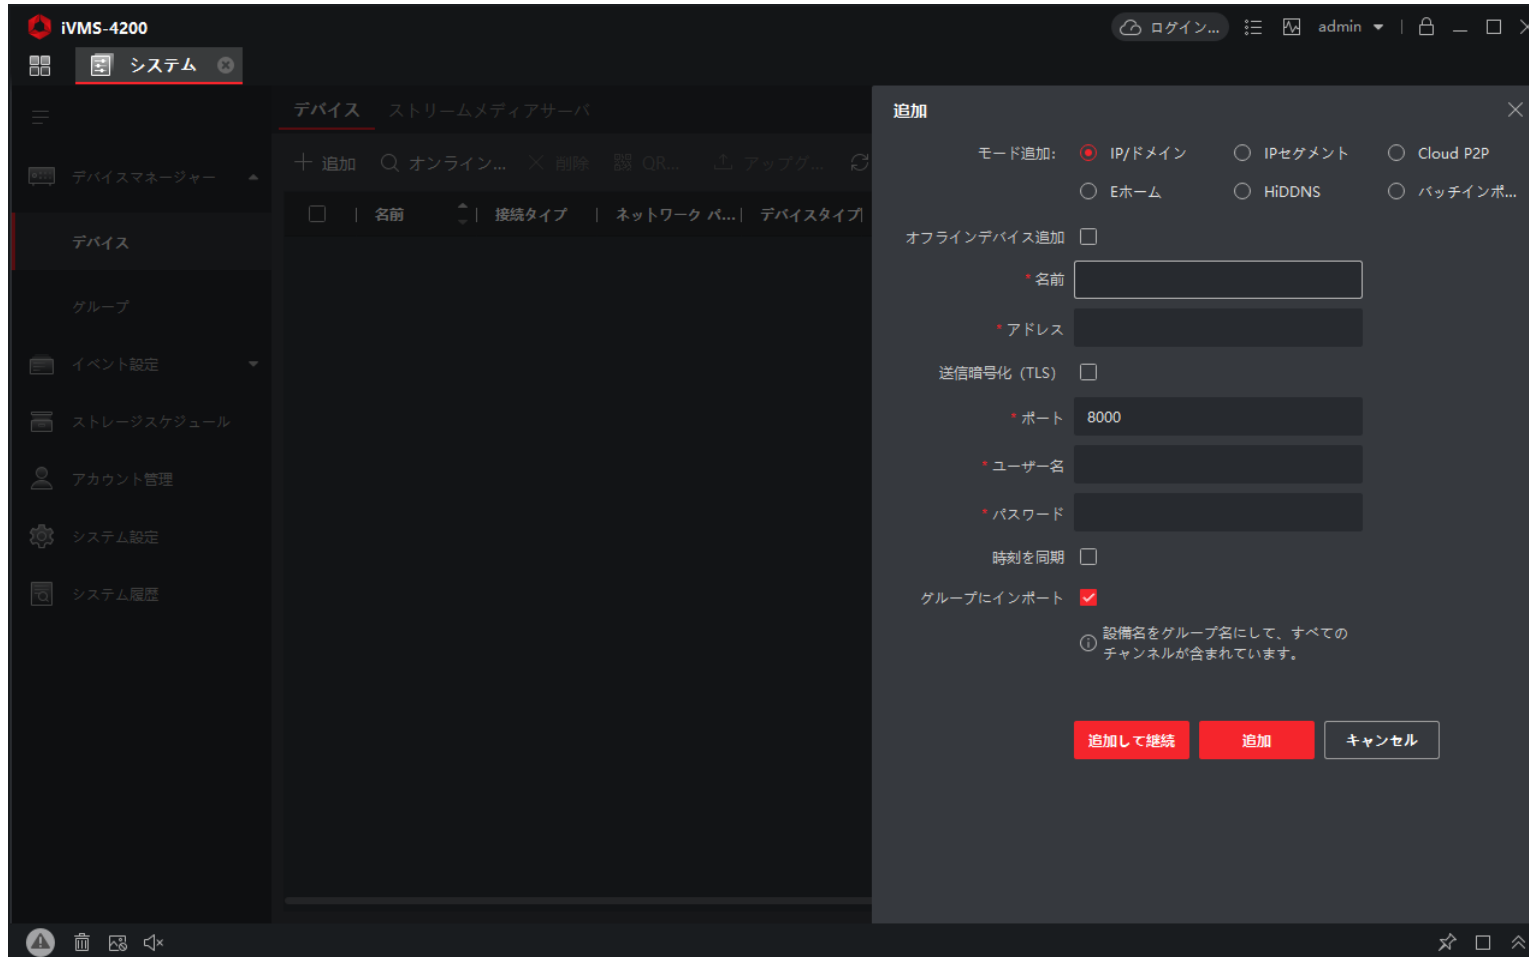 iVMS-4200
ログイン...
admin
システム
デバイス
ストリームメディアサーバ
追加
オンライン...
削除
QR...
アップグ...
名前
接続タイプ
ネットワーク パ...
デバイスタイプ
デバイスマネージャー
デバイス
グループ
イベント設定
ストレージスケジュール
アカウント管理
システム設定
システム履歴
追加
モード追加:
IP/ドメイン
IPセグメント
Cloud P2P
Eホーム
HiDDNS
バッチインポ...
オフラインデバイス追加
*名前
*アドレス
送信暗号化 (TLS)
*ポート
8000
*ユーザー名
*パスワード
時刻を同期
グループにインポート
設備名をグループ名にして、すべての
チャンネルが含まれています。
追加して継続
追加
キャンセル